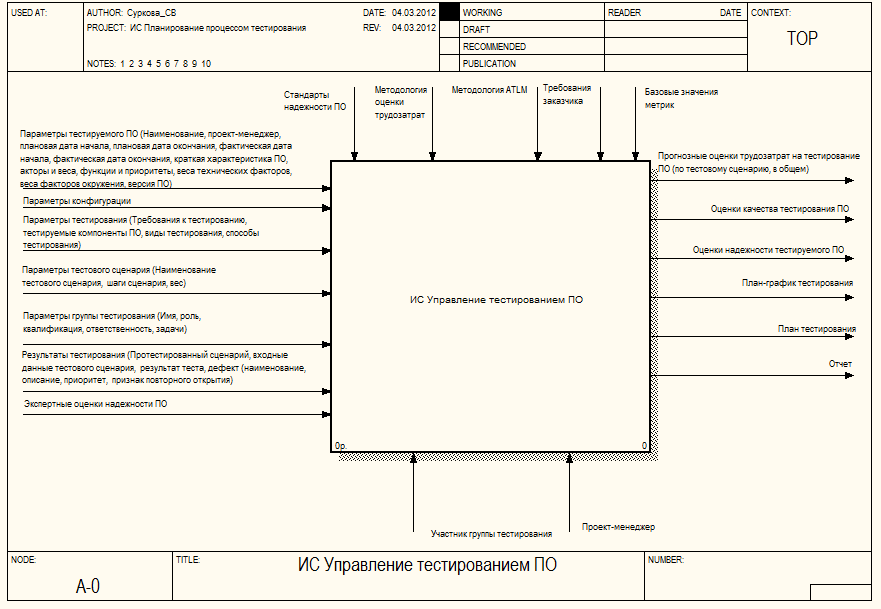 USED AT:
AUTHOR: Суркова_СВ
DATE: 04.03.2012
PROJECT: ИС Планирование процессом тестирования
REV: 04.03.2012
NOTES: 1 2 3 4 5 6 7 8 9 10
WORKING
DRAFT
RECOMMENDED
PUBLICATION
READER
DATE
CONTEXT:
TOP
Стандарты
надежности ПО
Методология
оценки
трудозатрат
Методология ATLM
Требования
заказчика
Базовые значения
метрик
Параметры тестируемого ПО (Наименование, проект-менеджер,
плановая дата начала, плановая дата окончания, фактическая дата
начала, фактическая дата окончания, краткая характеристика ПО,
акторы и веса, функции и приоритеты, веса технических факторов,
веса факторов окружения, версия ПО)
Параметры конфигурации
Параметры тестирования (Требования к тестированию,
тестируемые компоненты ПО, виды тестирования, способы
тестирования)
Параметры тестового сценария (Наименование
тестового сценария, шаги сценария, вес)
Параметры группы тестирования (Имя, роль,
квалификация, ответственность, задачи)
Результаты тестирования (Протестированный сценарий, входные
данные тестового сценария, результат теста, дефект (наименование,
описание, приоритет, признак повторного открытия)
Экспертные оценки надежности ПО
ИС Управление тестированием ПО
0р.
0
Прогнозные оценки трудозатрат на тестирование
ПО (по тестовому сценарию, в общем)
Оценки качества тестирования ПО
Оценки надежности тестируемого ПО
План-график тестирования
План тестирования
Отчет
Участник группы тестирования
Проект-менеджер
NODE:
A-0
TITLE:
ИС Управление тестированием ПО
NUMBER: